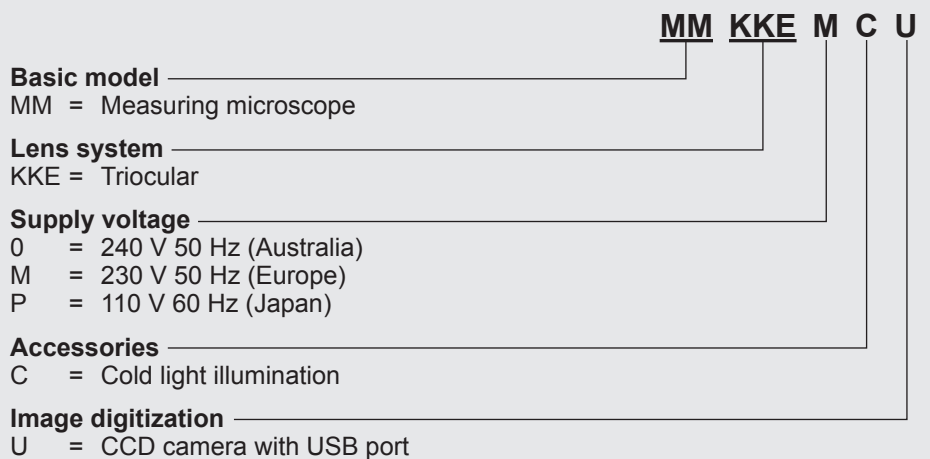 MM KKE M C U
Basic model
MM = Measuring microscope
Lens system
KKE = Triocular
Supply voltage
0 = 240 V 50 Hz (Australia)
M = 230 V 50 Hz (Europe)
P = 110 V 60 Hz (Japan)
Accessories
C = Cold light illumination
Image digitization
U = CCD camera with USB port